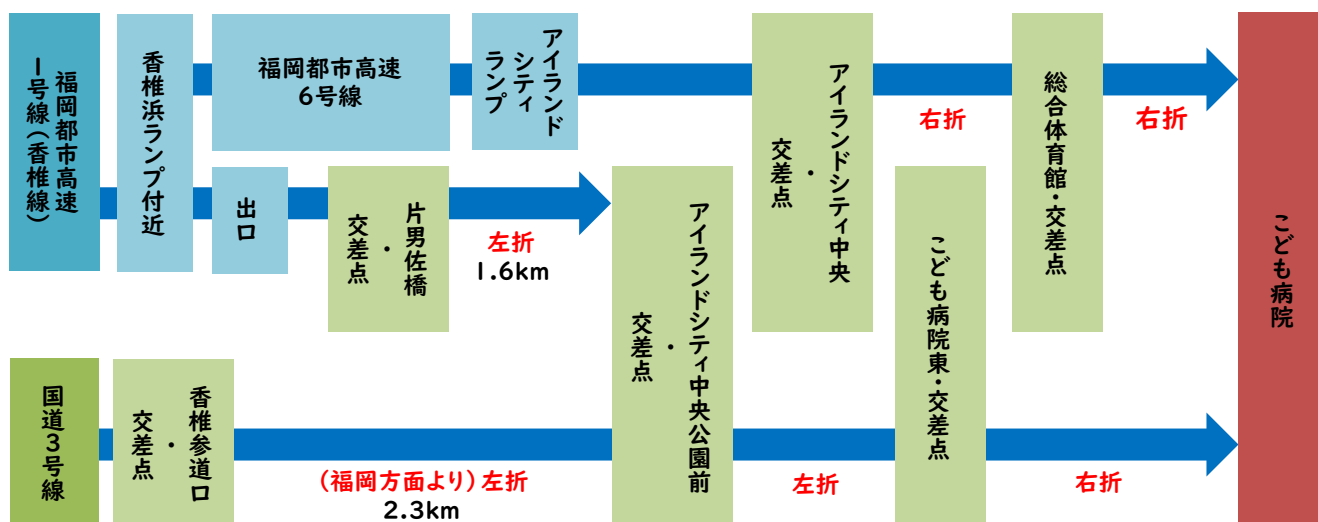 福岡都市高速
1号線（香椎線）
香椎浜ランプ付近
福岡都市高速
6号線
アイランド
シティ
ランプ
アイランドシティ中央
・
交差点
右折
総合体育館・交差点
右折
こども病院
出口
片男佐橋
・
交差点
左折
1.6km
アイランドシティ中央公園前
・
交差点
こども病院東・交差点
国道3号線
香椎参道口
・
交差点
（福岡方面より）左折
2.3km
左折
右折